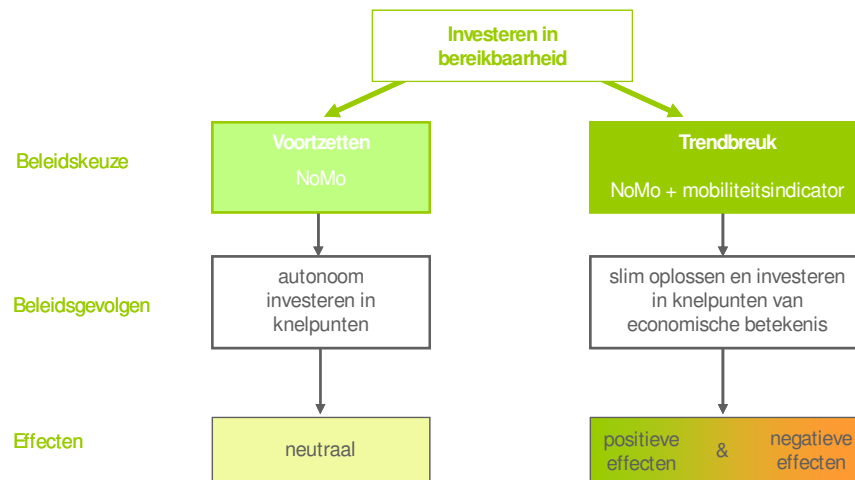 Investeren in
bereikbaarheid
Beleidskeuze
Voortzetten
NoMo
Trendbreuk
NoMo + mobiliteitsindicator
Beleidsgevolgen
autonoom
investeren in
knelpunten
slim oplossen en investeren
in knelpunten van
economische betekenis
Effecten
neutraal
positieve
effecten
&
negatieve
effecten